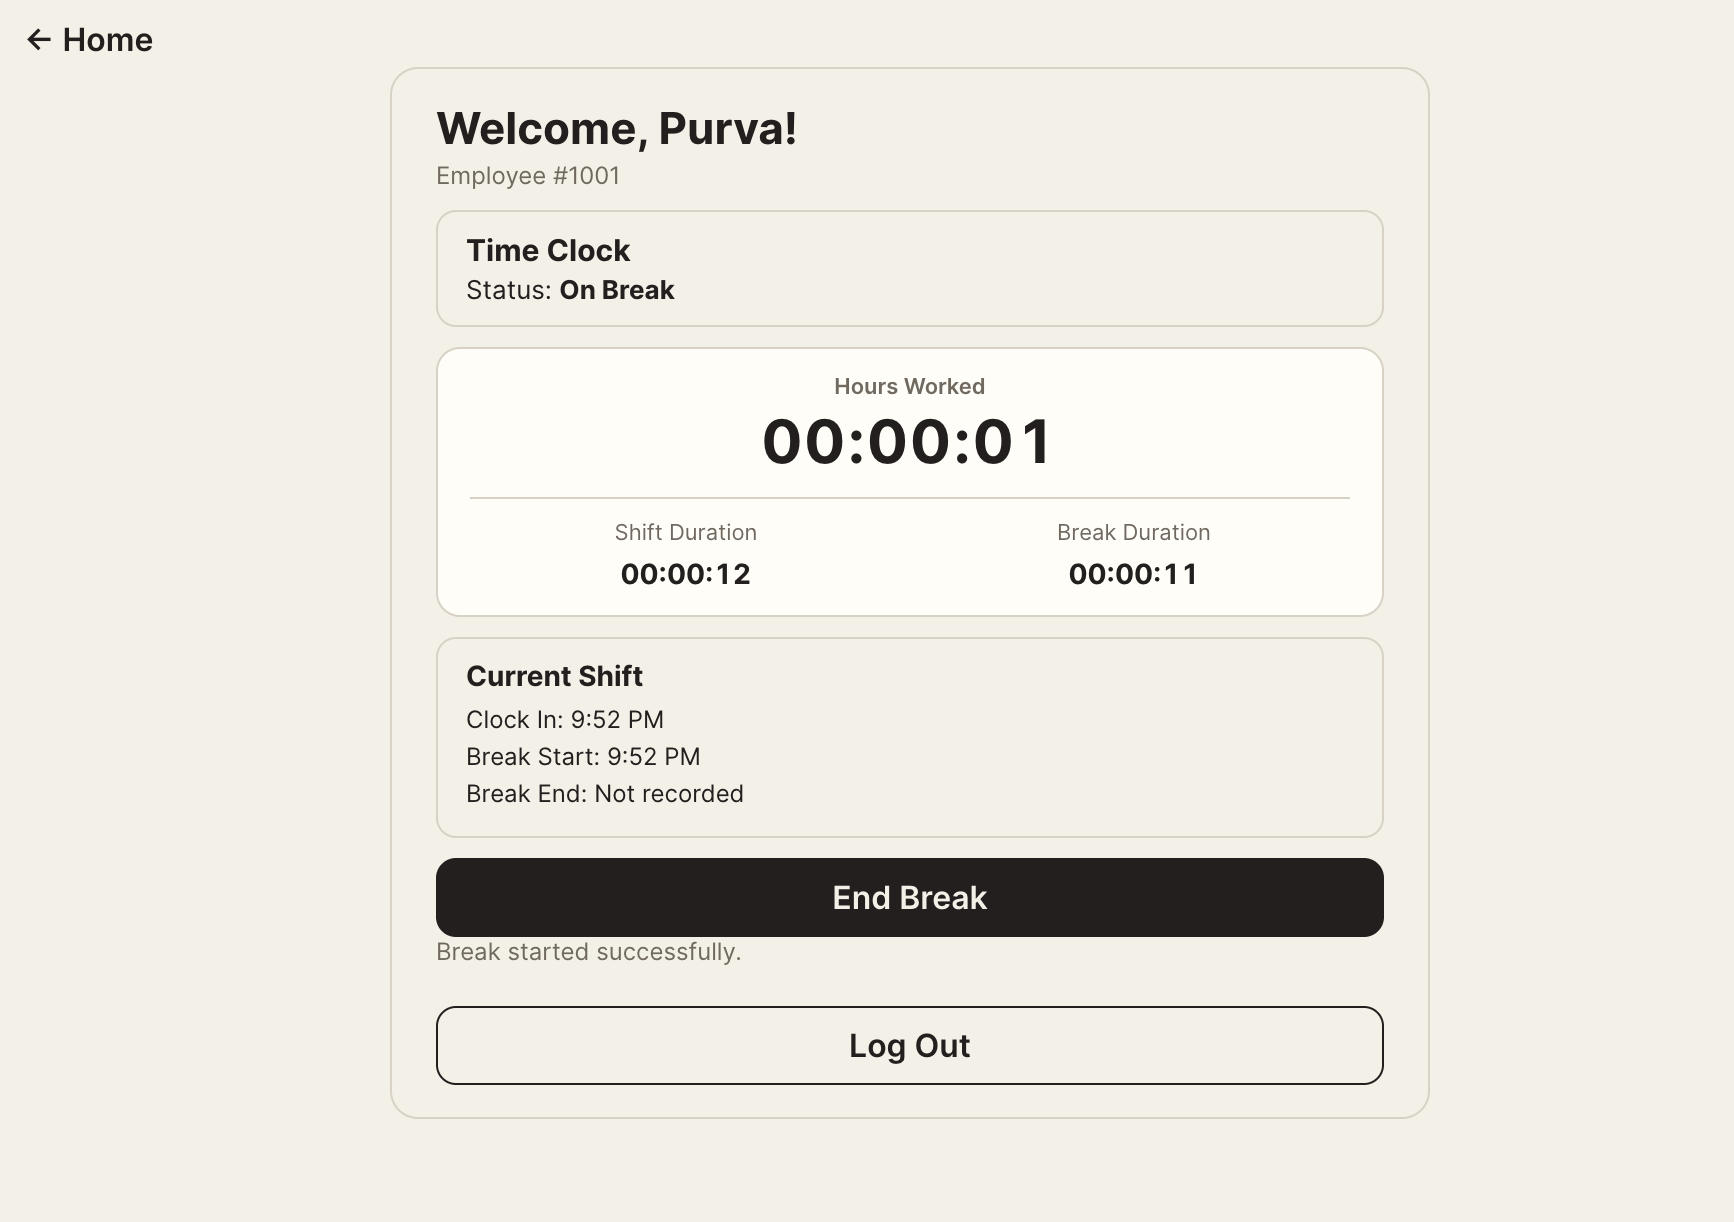 ← Home
Welcome, Purva!
Employee #1001
Time Clock
Status: On Break
Hours Worked
00:00:01
Shift Duration
00:00:12
Break Duration
00:00:11
Current Shift
Clock In: 9:52 PM
Break Start: 9:52 PM
Break End: Not recorded
End Break
Break started successfully.
Log Out